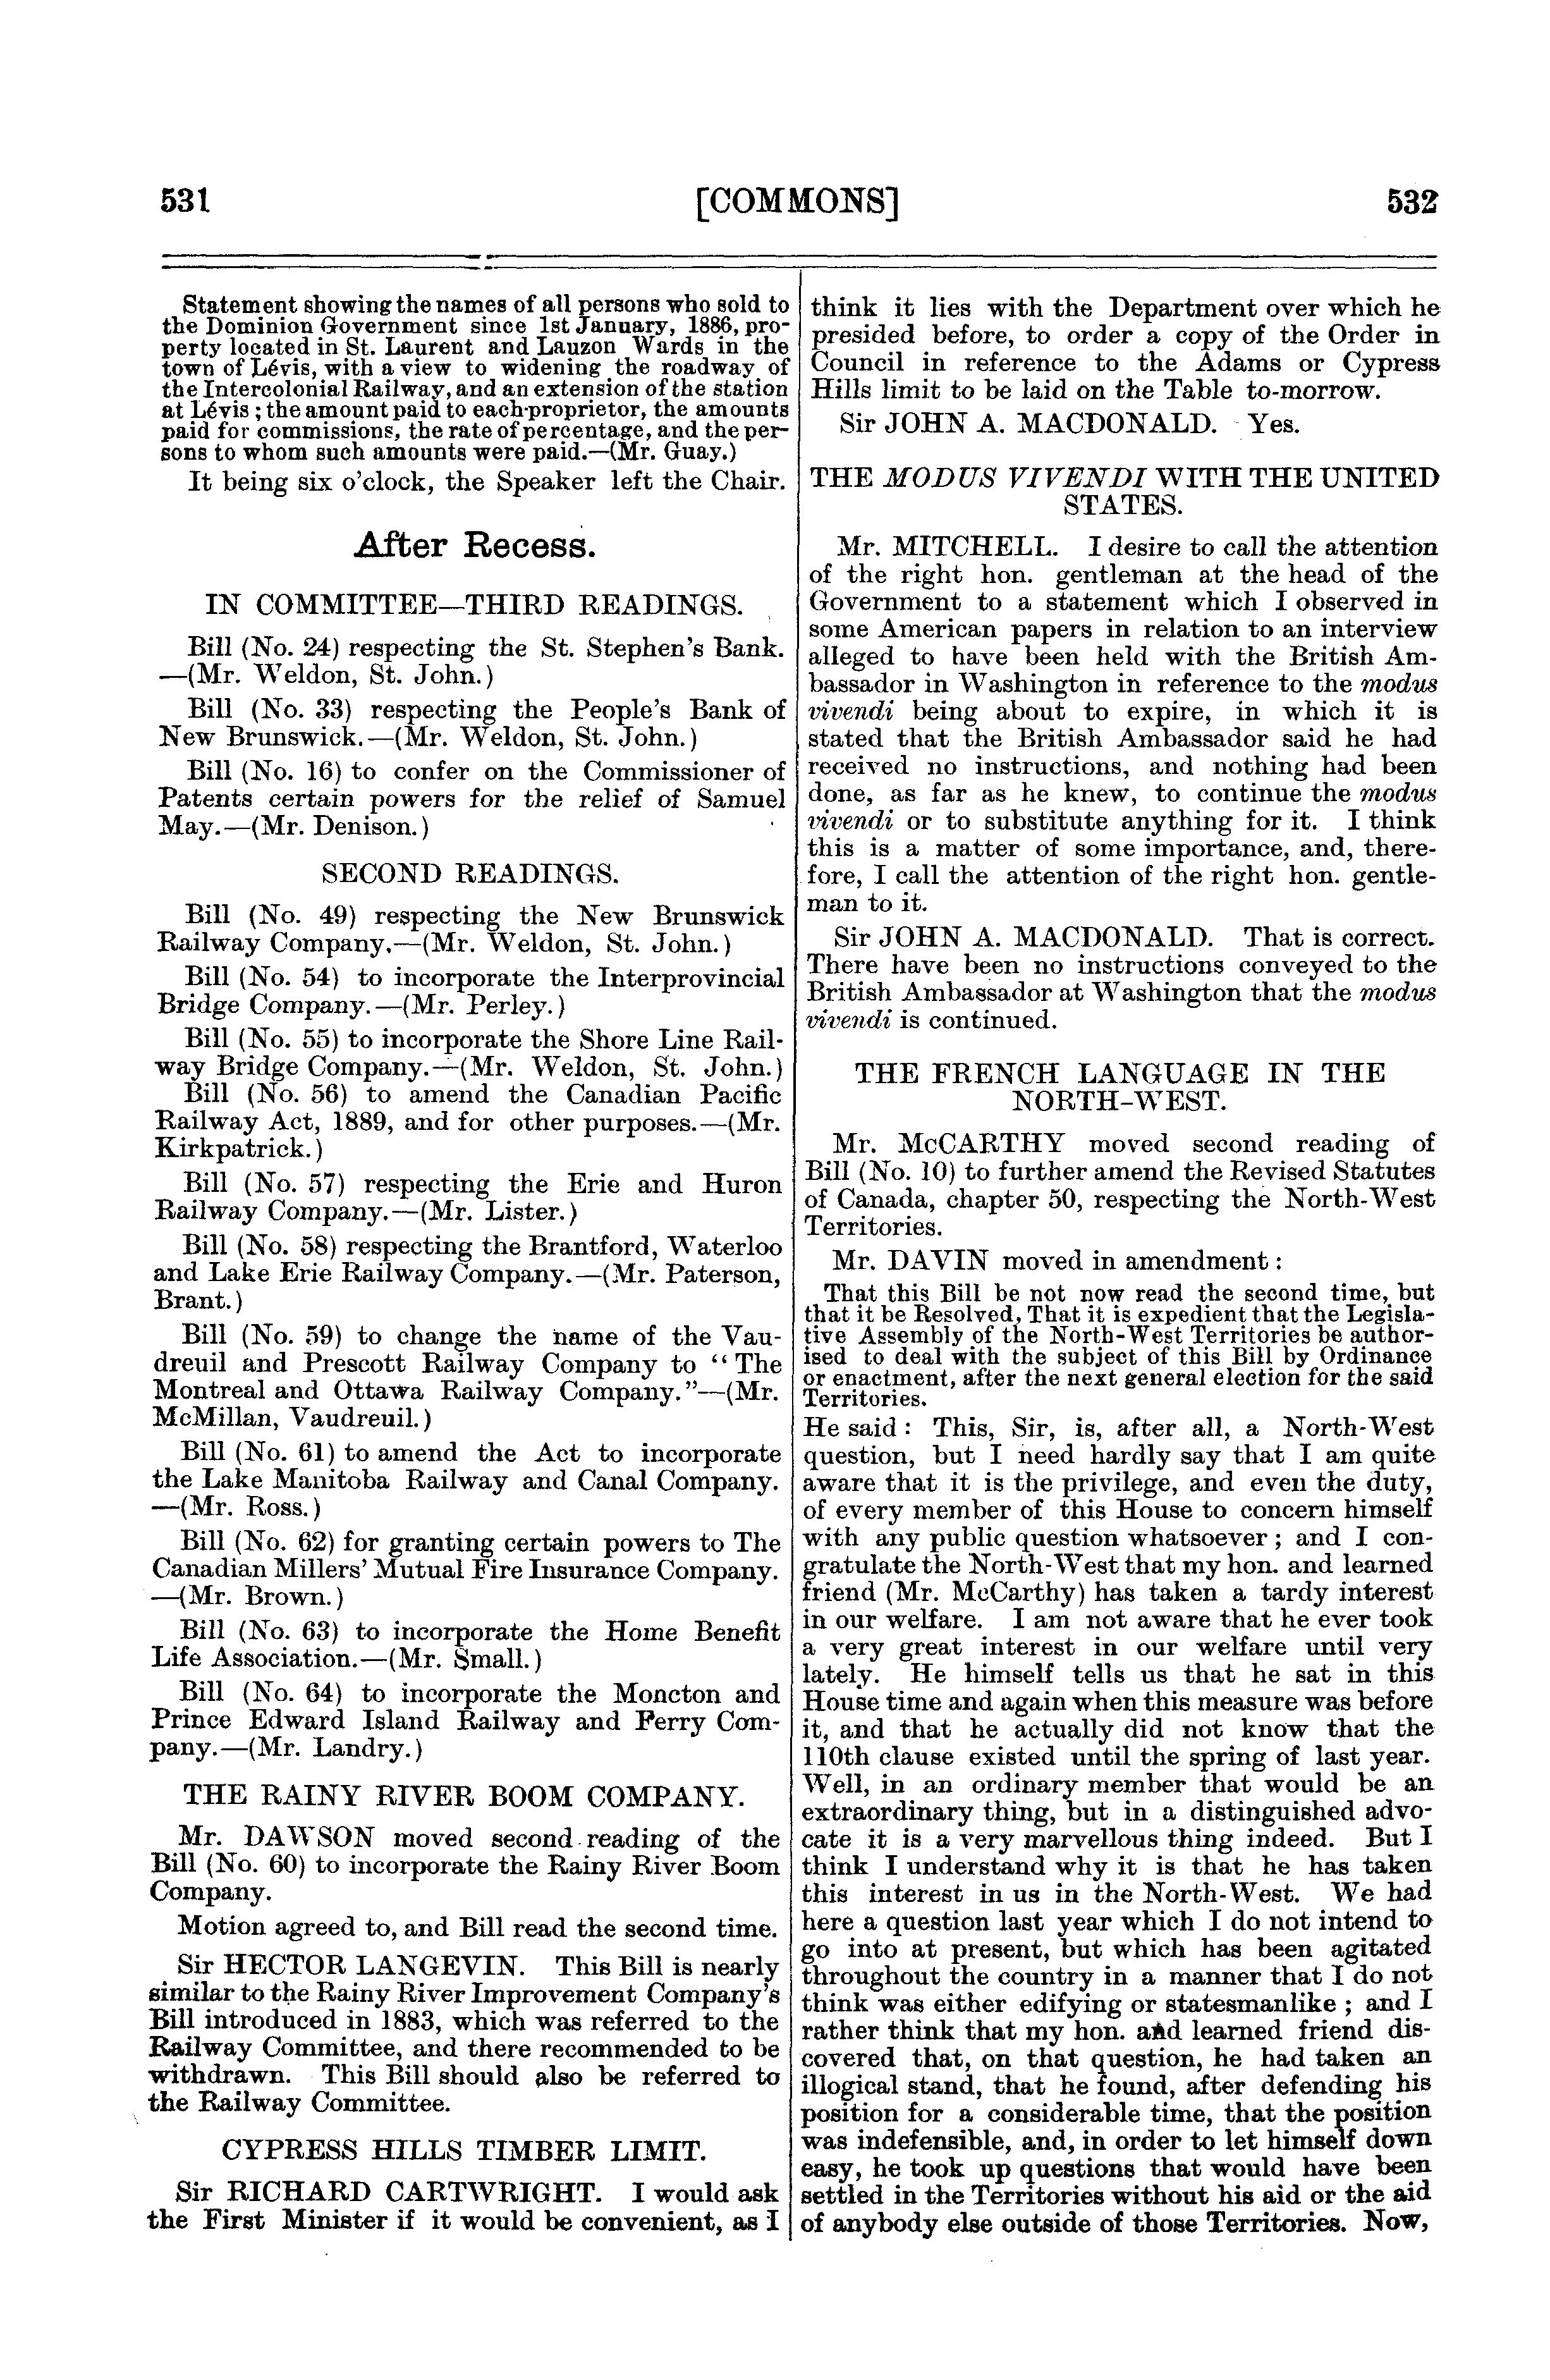 531 [COMMONS] 532
Statement showing the names of all persons who sold to
the Dominion Government since 1st January, 1886, pro-
perty located in St. Laurent and Lauzon Wards in the
town of Lévis, with a view to widening the roadway of
the Intercolonial Railway, and an extension of the station
at Lévis; the amount paid to each proprietor, the amounts
paid for commissions, the rate of percentage, and the per-
sons to whom such amounts were paid.—(Mr. Guay.)
It being six o'clock, the Speaker left the Chair.
After Recess.
IN COMMITTEE—THIRD READINGS.
Bill (No. 24) respecting the St. Stephen's Bank.
—(Mr. Weldon, St. John.)
Bill (No. 33) respecting the People's Bank of
New Brunswick.—(Mr. Weldon, St. John.)
Bill (No. 16) to confer on the Commissioner of
Patents certain powers for the relief of Samuel
May.—(Mr. Denison.)
SECOND READINGS.
Bill (No. 49) respecting the New Brunswick
Railway Company.—(Mr. Weldon, St. John.)
Bill (No. 54) to incorporate the Interprovincial
Bridge Company.—(Mr. Perley.)
Bill (No. 55) to incorporate the Shore Line Rail-
way Bridge Company.—(Mr. Weldon, St. John.)
Bill (No. 56) to amend the Canadian Pacific
Railway Act, 1889, and for other purposes.—(Mr.
Kirkpatrick.)
Bill (No. 57) respecting the Erie and Huron
Railway Company.—(Mr. Lister.)
Bill (No. 58) respecting the Brantford, Waterloo
and Lake Erie Railway Company.—(Mr. Paterson,
Brant.)
Bill (No. 59) to change the name of the Vau-
dreuil and Prescott Railway Company to "The
Montreal and Ottawa Railway Company."—(Mr.
McMillan, Vaudreuil.)
Bill (No. 61) to amend the Act to incorporate
the Lake Manitoba Railway and Canal Company.
—(Mr. Ross.)
Bill (No. 62) for granting certain powers to The
Canadian Millers' Mutual Fire Insurance Company.
—(Mr. Brown.)
Bill (No. 63) to incorporate the Home Benefit
Life Association.—(Mr. Small.)
Bill (No. 64) to incorporate the Moncton and
Prince Edward Island Railway and Ferry Com-
pany.—(Mr. Landry.)
THE RAINY RIVER BOOM COMPANY.
Mr. DAWSON moved second reading of the
Bill (No. 60) to incorporate the Rainy River Boom
Company.
Motion agreed to, and Bill read the second time.
Sir HECTOR LANGEVIN. This Bill is nearly
similar to the Rainy River Improvement Company's
Bill introduced in 1883, which was referred to the
Railway Committee, and there recommended to be
withdrawn. This Bill should also be referred to
the Railway Committee.
CYPRESS HILLS TIMBER LIMIT.
Sir RICHARD CARTWRIGHT. I would ask
the First Minister if it would be convenient, as I
think it lies with the Department over which he
presided before, to order a copy of the Order in
Council in reference to the Adams or Cypress
Hills limit to be laid on the Table to-morrow.
Sir JOHN A. MACDONALD. Yes.
THE MODUS VIVENDI WITH THE UNITED
STATES.
Mr. MITCHELL. I desire to call the attention
of the right hon. gentleman at the head of the
Government to a statement which I observed in
some American papers in relation to an interview
alleged to have been held with the British Am-
bassador in Washington in reference to the modus
vivendi being about to expire, in which it is
stated that the British Ambassador said he had
received no instructions, and nothing had been
done, as far as he knew, to continue the modus
vivendi or to substitute anything for it. I think
this is a matter of some importance, and, there-
fore, I call the attention of the right hon. gentle-
man to it.
Sir JOHN A. MACDONALD. That is correct.
There have been no instructions conveyed to the
British Ambassador at Washington that the modus
vivendi is continued.
THE FRENCH LANGUAGE IN THE
NORTH-WEST.
Mr. McCARTHY moved second reading of
Bill (No. 10) to further amend the Revised Statutes
of Canada, chapter 50, respecting the North-West
Territories.
Mr. DAVIN moved in amendment:
That this Bill be not now read the second time, but
that it be Resolved, That it is expedient that the Legisla-
tive Assembly of the North-West Territories be author-
ised to deal with the subject of this Bill by Ordinance
or enactment, after the next general election for the said
Territories.
He said: This, Sir, is, after all, a North-West
question, but I need hardly say that I am quite
aware that it is the privilege, and even the duty,
of every member of this House to concern himself
with any public question whatsoever; and I con-
gratulate the North-West that my hon. and learned
friend (Mr. McCarthy) has taken a tardy interest
in our welfare. I am not aware that he ever took
a very great interest in our welfare until very
lately. He himself tells us that he sat in this
House time and again when this measure was before
it, and that he actually did not know that the
110th clause existed until the spring of last year.
Well, in an ordinary member that would be an
extraordinary thing, but in a distinguished advo-
cate it is a very marvellous thing indeed. But I
think I understand why it is that he has taken
this interest in us in the North-West. We had
here a question last year which I do not intend to
go into at present, but which has been agitated
throughout the country in a manner that I do not
think was either edifying or statesmanlike; and I
rather think that my hon. and learned friend dis-
covered that, on that question, he had taken an
illogical stand, that he found, after defending his
position for a considerable time, that the position
was indefensible, and, in order to let himself down
easy, he took up questions that would have been
settled in the Territories without his aid or the aid
of anybody else outside of those Territories. Now,